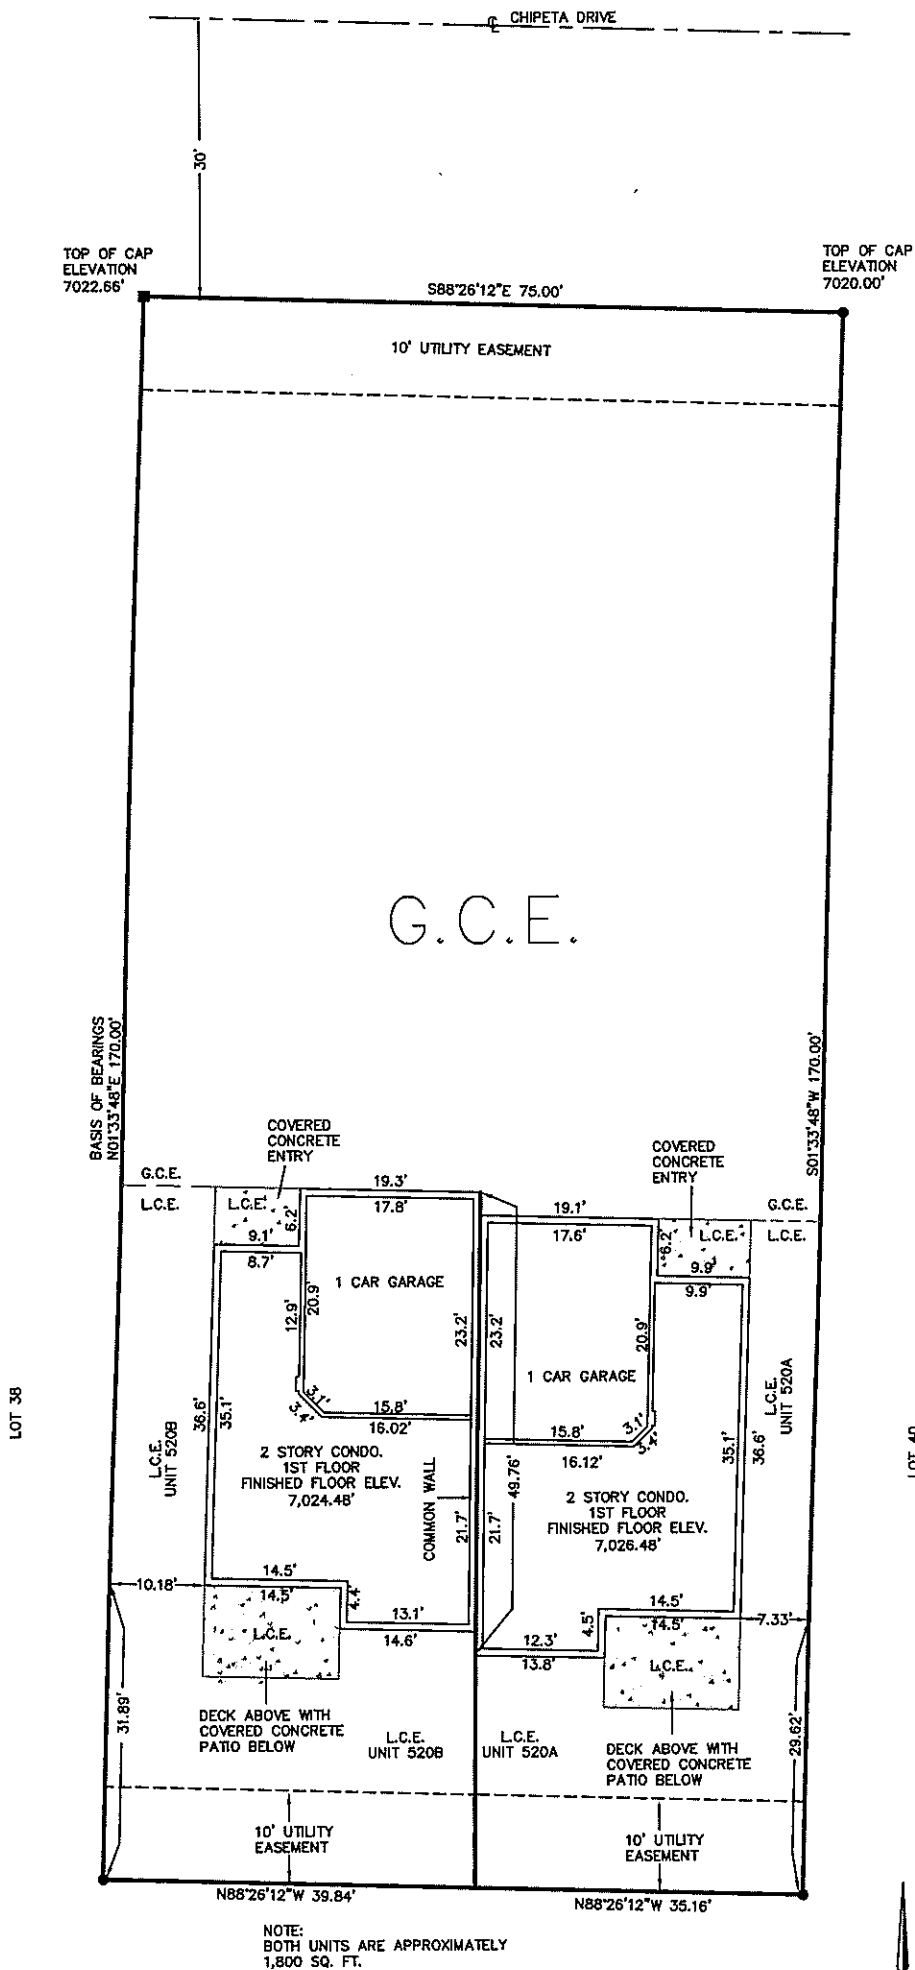 ℄ CHIPETA DRIVE
30'
TOP OF CAP
ELEVATION
7022.66'
TOP OF CAP
ELEVATION
7020.00'
S88°26'12"E 75.00'
10' UTILITY EASEMENT
G.C.E.
BASIS OF BEARINGS
N01°33'48"E 170.00'
S01°33'48"W 170.00'
COVERED
CONCRETE
ENTRY
COVERED
CONCRETE
ENTRY
G.C.E.
L.C.E.
L.C.E.
6.2'
9.1'
8.7'
19.3'
17.8'
1 CAR GARAGE
12.9'
20.9'
23.2'
3.1'
3.4'
15.8'
16.02'
36.6'
35.1'
2 STORY CONDO.
1ST FLOOR
FINISHED FLOOR ELEV.
7,024.48'
COMMON WALL
21.7'
L.C.E.
UNIT 520B
LOT 38
19.1'
17.6'
6.2'
L.C.E.
G.C.E.
L.C.E.
9.9'
9.9'
23.2'
20.9'
1 CAR GARAGE
3.1'
15.8'
16.12'
49.76'
21.7'
35.1'
36.6'
2 STORY CONDO.
1ST FLOOR
FINISHED FLOOR ELEV.
7,026.48'
L.C.E.
UNIT 520A
LOT 40
10.18'
14.5'
14.5'
4.4'
13.1'
14.6'
L.C.E.
14.5'
14.5'
7.33'
4.5'
12.3'
13.8'
L.C.E.
31.89'
29.62'
DECK ABOVE WITH
COVERED CONCRETE
PATIO BELOW
L.C.E.
UNIT 520B
L.C.E.
UNIT 520A
DECK ABOVE WITH
COVERED CONCRETE
PATIO BELOW
10' UTILITY
EASEMENT
10' UTILITY
EASEMENT
N88°26'12"W 39.84'
N88°26'12"W 35.16'
NOTE:
BOTH UNITS ARE APPROXIMATELY
1,800 SQ. FT.